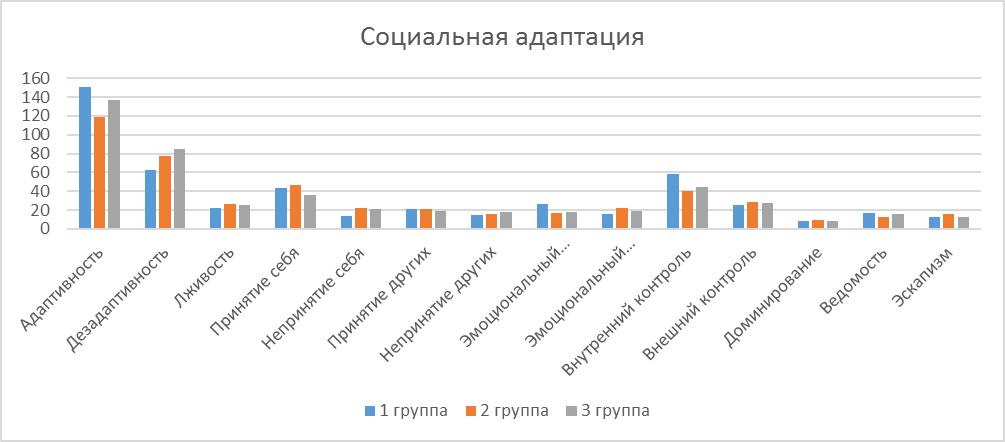 Социальная адаптация
160
140
120
100
80
60
40
20
0
Адаптивность
Дезадаптивность
Лживость
Принятие себя
Непринятие себя
Принятие других
Непринятие других
Эмоциональный…
Эмоциональный…
Внутренний контроль
Внешний контроль
Доминирование
Ведомость
Эскапизм
1 группа 2 группа 3 группа